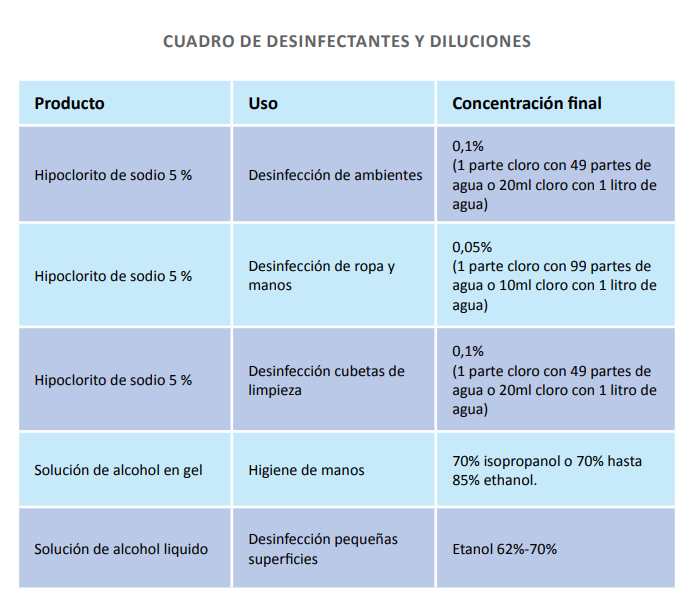 CUADRO DE DESINFECTANTES Y DILUCIONES
Producto
Uso
Concentración final
Hipoclorito de sodio 5 %
Desinfección de ambientes
0,1%
(1 parte cloro con 49 partes de
agua o 20ml cloro con 1 litro de
agua)
Hipoclorito de sodio 5 %
Desinfección de ropa y
manos
0,05%
(1 parte cloro con 99 partes de
agua o 10ml cloro con 1 litro de
agua)
Hipoclorito de sodio 5 %
Desinfección cubetas de
limpieza
0,1%
(1 parte cloro con 49 partes de
agua o 20ml cloro con 1 litro de
agua)
Solución de alcohol en gel
Higiene de manos
70% isopropanol o 70% hasta
85% ethanol.
Solución de alcohol liquido
Desinfección pequeñas
superficies
Etanol 62%-70%